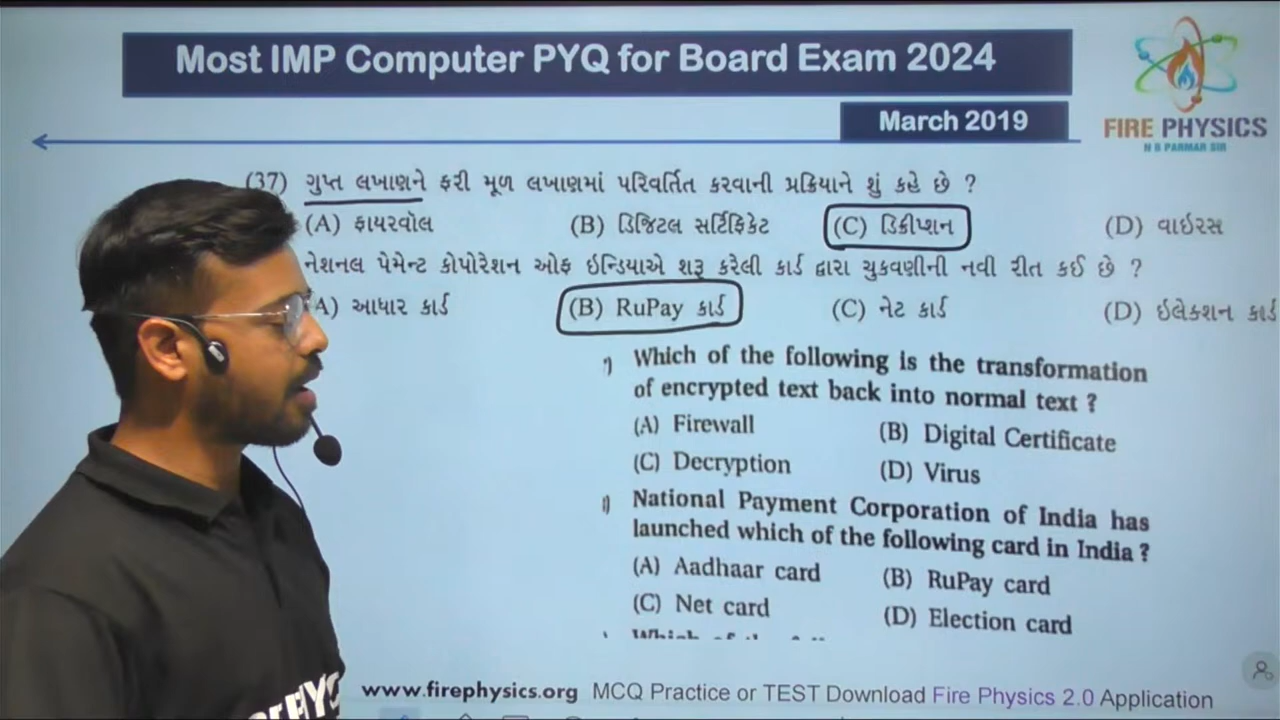 Most IMP Computer PYQ for Board Exam 2024
March 2019
FIRE PHYSICS
N B PARMAR SIR
(37) ગુપ્ત લખાણને ફરી મૂળ લખાણમાં પરિવર્તિત કરવાની પ્રક્રિયાને શું કહે છે ?
(A) ફાયરવોલ (B) ડિજિટલ સર્ટિફિકેટ (C) ડિક્રીપ્શન (D) વાઇરસ
નેશનલ પેમેન્ટ કોપોરેશન ઓફ ઇન્ડિયાએ શરૂ કરેલી કાર્ડ દ્વારા ચુકવણીની નવી રીત કઈ છે ?
A) આધાર કાર્ડ (B) RuPay કાર્ડ (C) નેટ કાર્ડ (D) ઇલેક્શન કાર્ડ
Which of the following is the transformation
of encrypted text back into normal text ?
(A) Firewall (B) Digital Certificate
(C) Decryption (D) Virus
National Payment Corporation of India has
launched which of the following card in India ?
(A) Aadhaar card (B) RuPay card
(C) Net card (D) Election card
www.firephysics.org MCQ Practice or TEST Download Fire Physics 2.0 Application